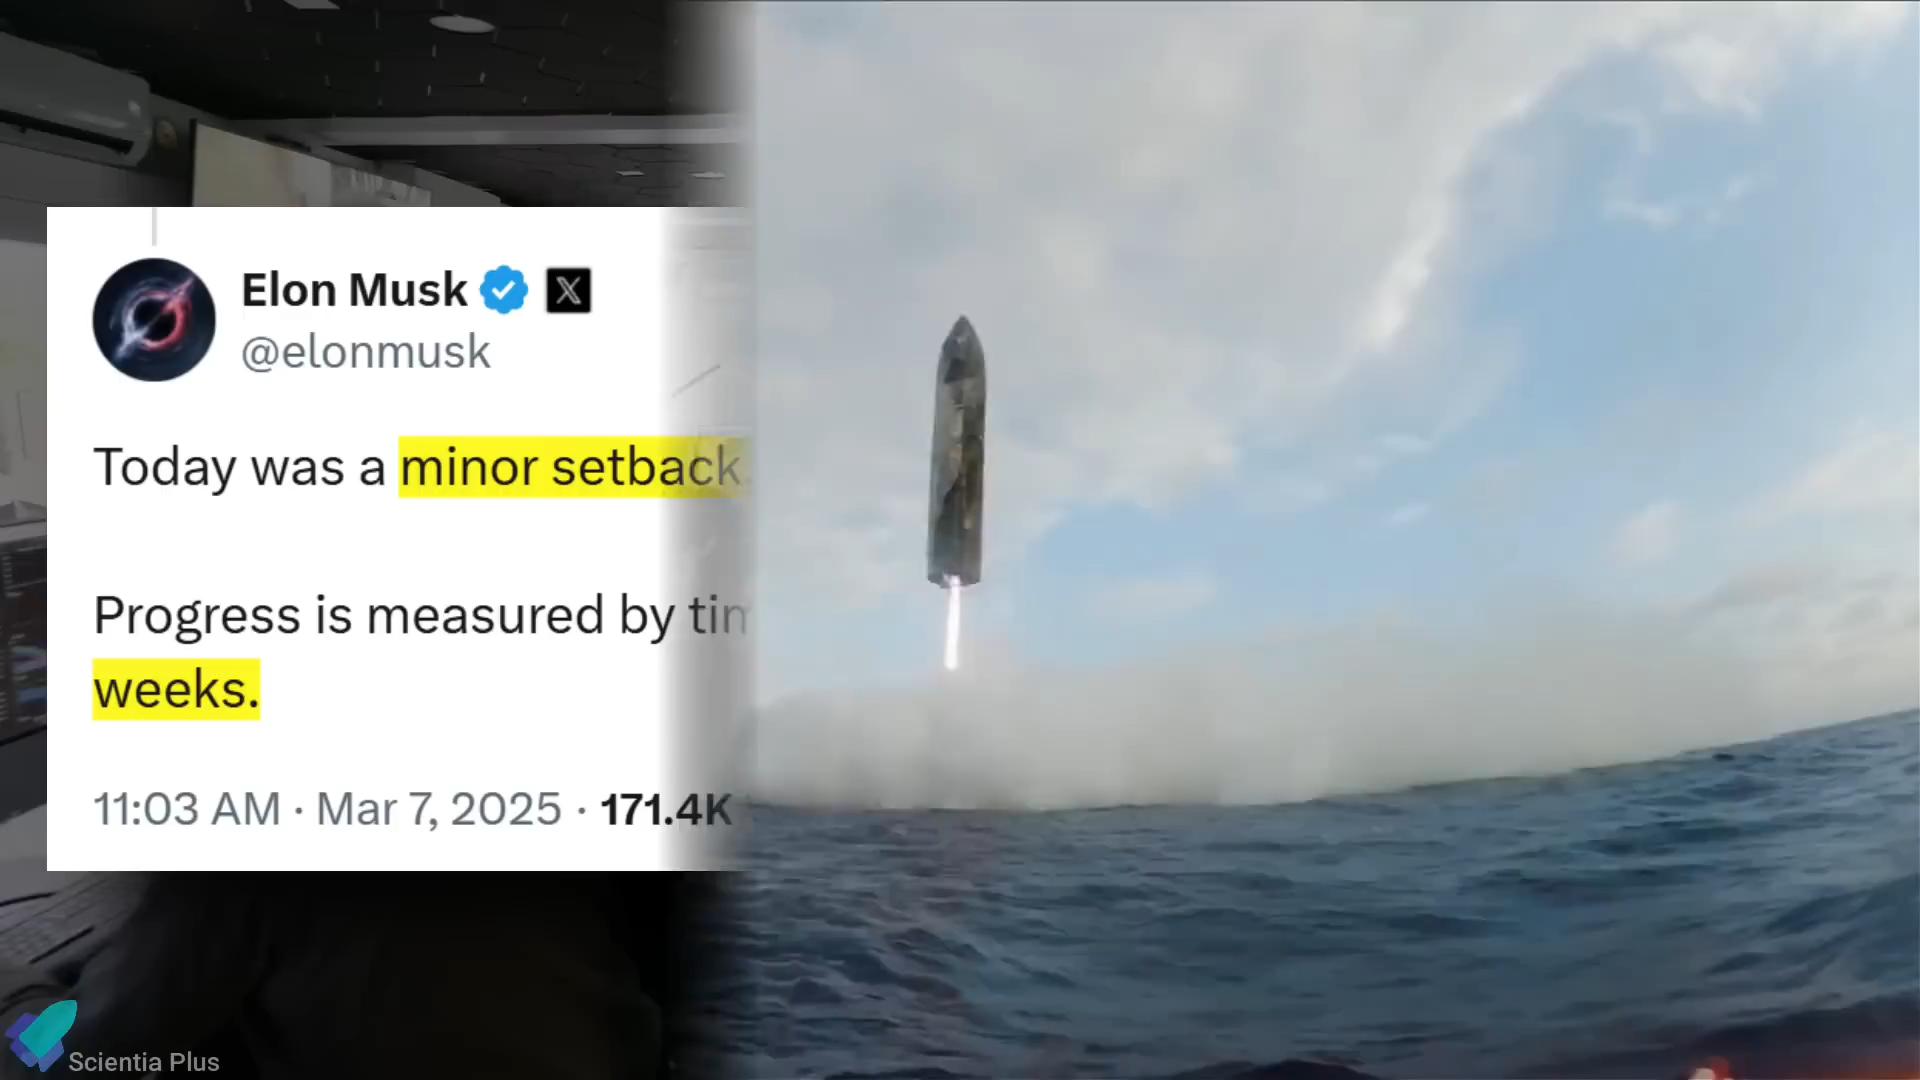 Elon Musk
@elonmusk
Today was a minor setback.
Progress is measured by
weeks.
11:03 AM · Mar 7, 2025 · 171.4K
Scientia Plus